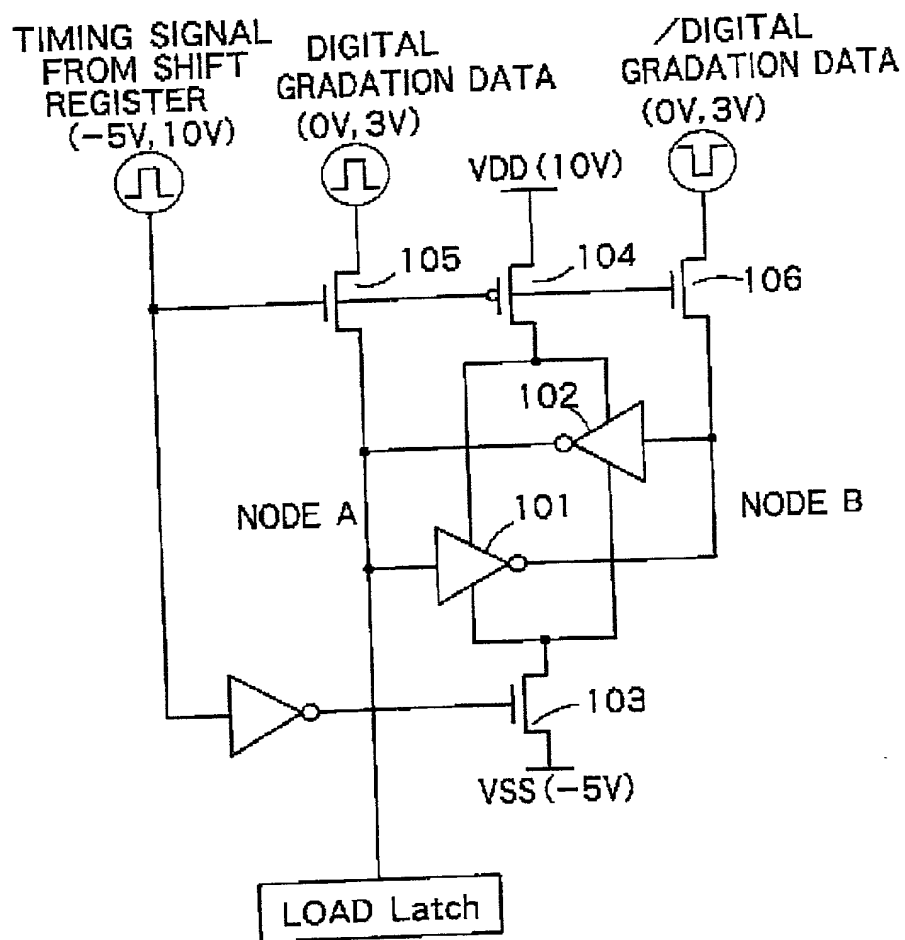 TIMING SIGNAL
FROM SHIFT
REGISTER
(-5V, 10V)
DIGITAL
GRADATION DATA
(0V, 3V)
/DIGITAL
GRADATION DATA
(0V, 3V)
VDD (10V)
105
104
106
102
NODE A
101
NODE B
103
VSS (-5V)
LOAD Latch